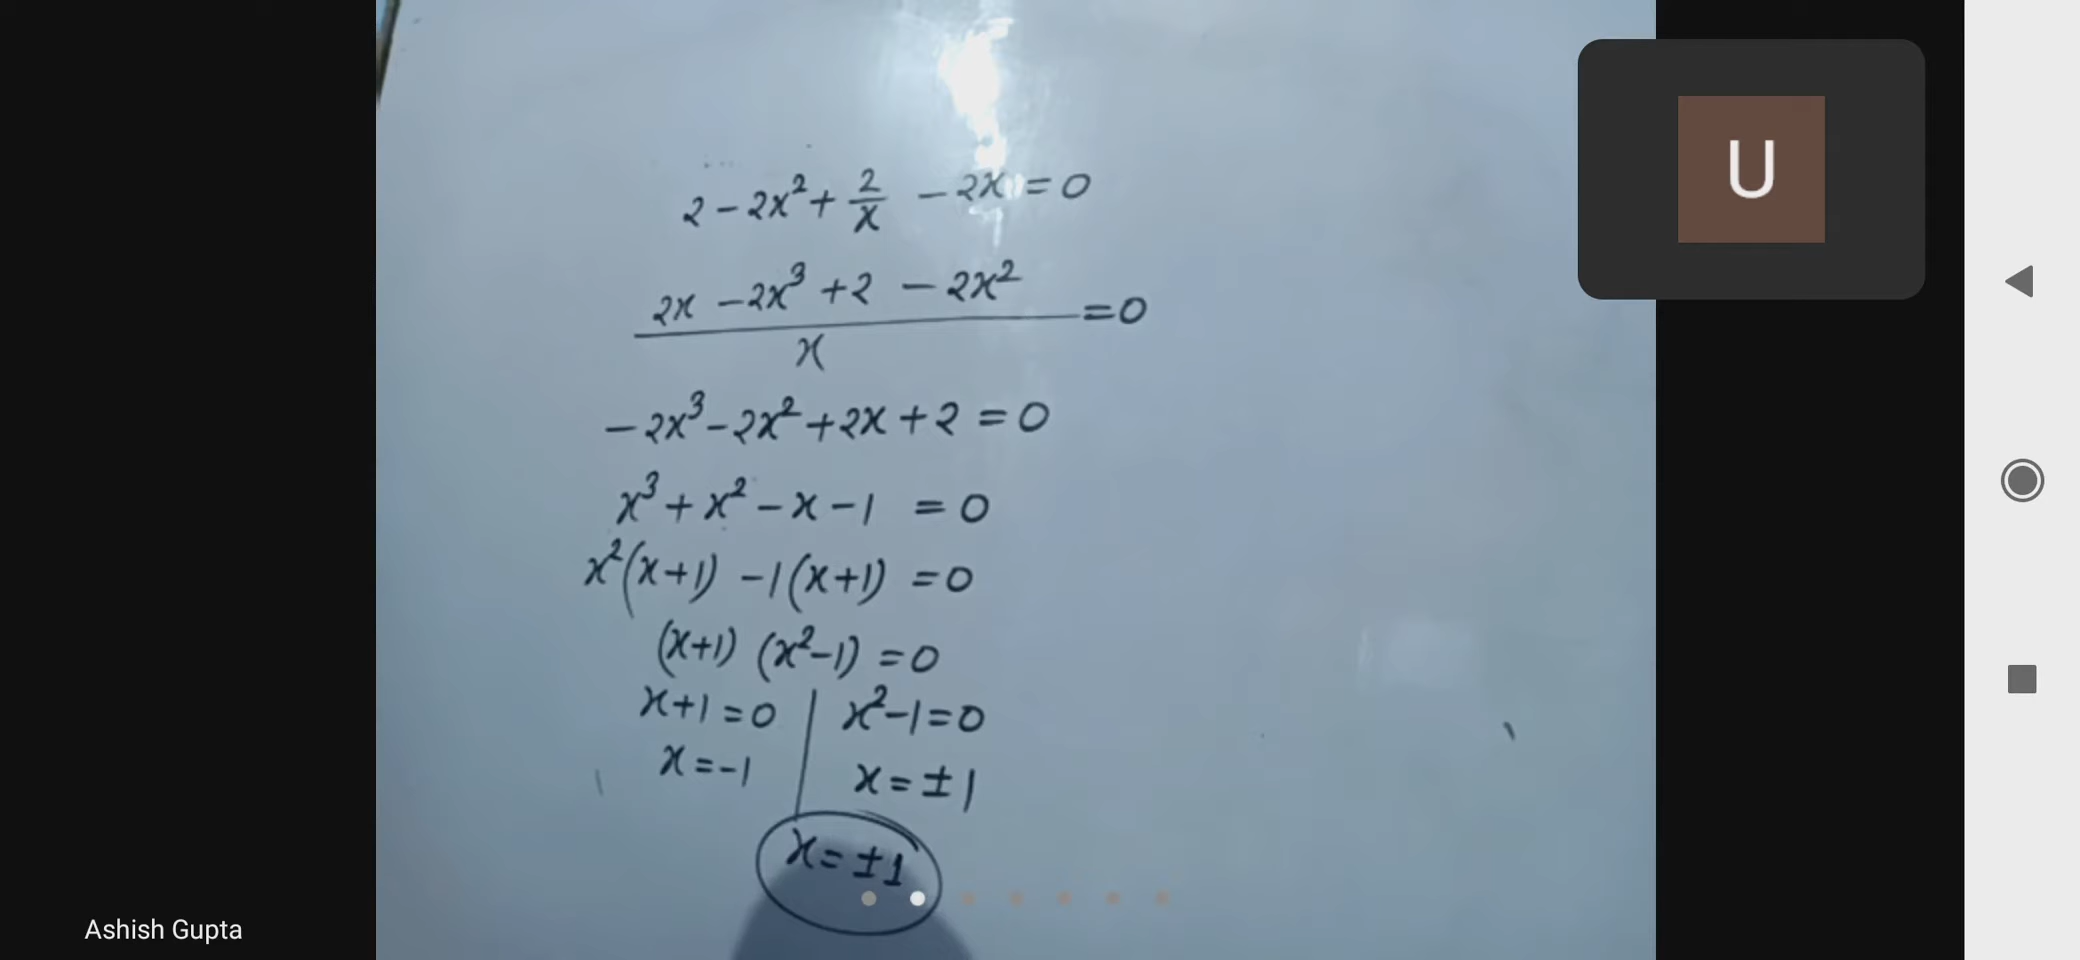 2 - 2x² + 2/x - 2x = 0
(2x - 2x³ + 2 - 2x²)/x = 0
-2x³ - 2x² + 2x + 2 = 0
x³ + x² - x - 1 = 0
x²(x+1) -1(x+1) = 0
(x+1) (x²-1) = 0
x+1 = 0 | x²-1 = 0
x = -1 | x = ±1
x = ±1
U
Ashish Gupta